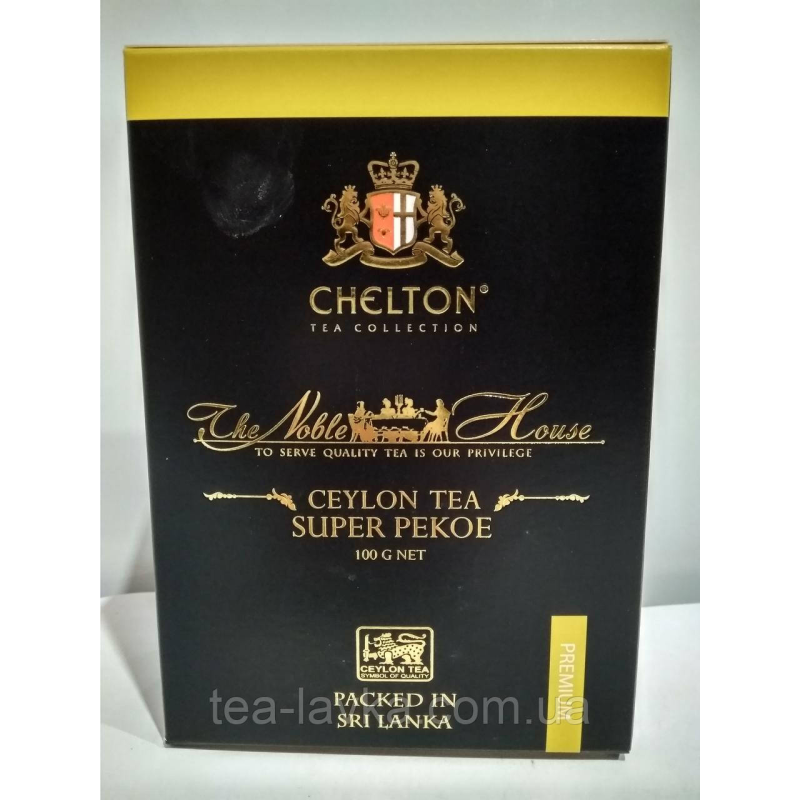 CHELTON®
TEA COLLECTION
The Noble House
TO SERVE QUALITY TEA IS OUR PRIVILEGE
CEYLON TEA
SUPER PEKOE
100 G NET
CEYLON TEA
SYMBOL OF QUALITY
PREMIUM
PACKED IN
tea-lavka.com.ua
SRI LANKA